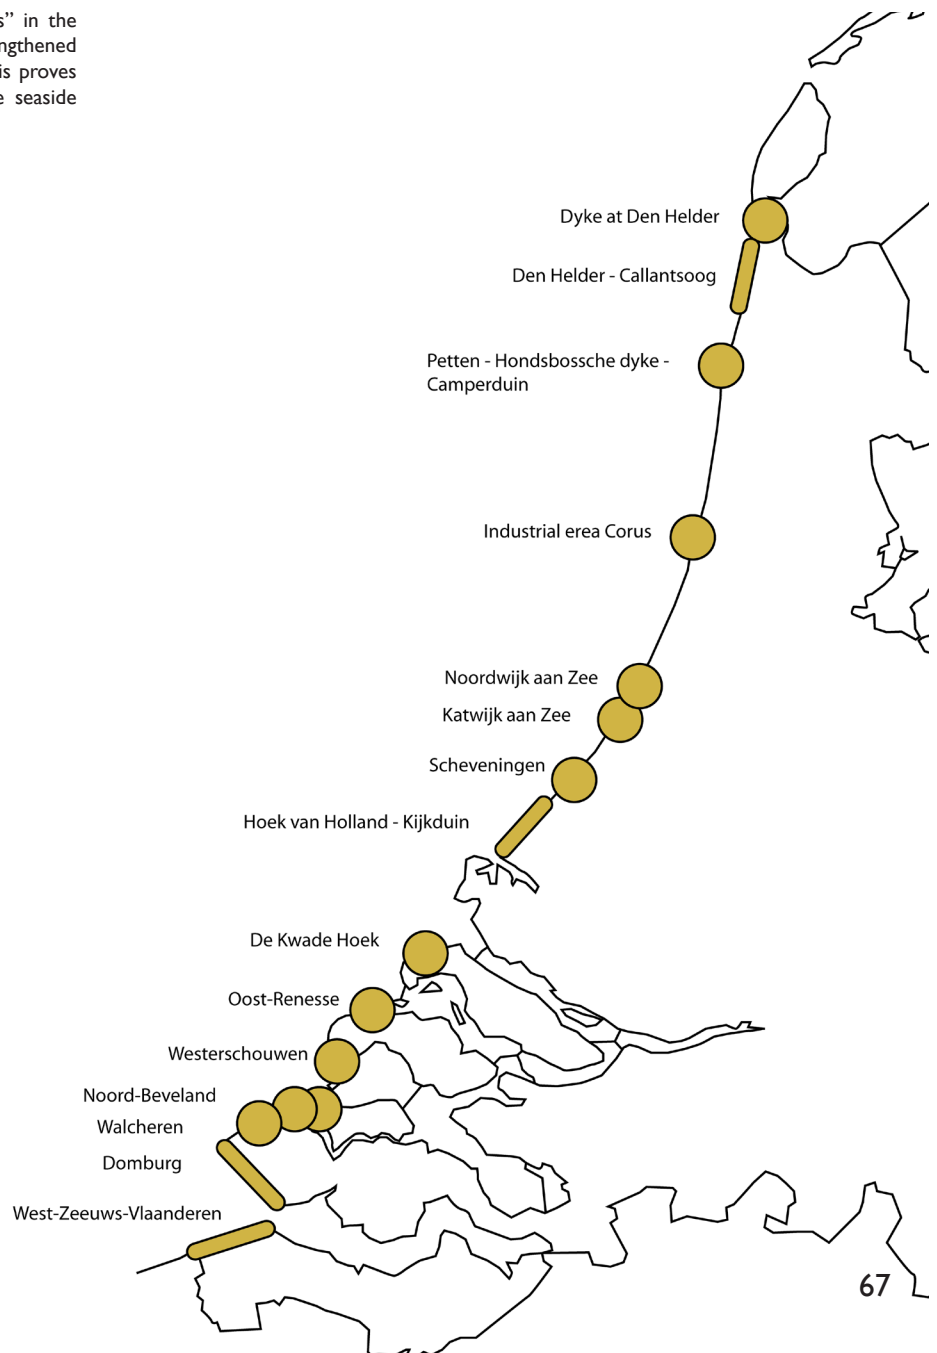 s” in the
ngthened
is proves
e seaside
Dyke at Den Helder
Den Helder - Callantsoog
Petten - Hondsbossche dyke -
Camperduin
Industrial erea Corus
Noordwijk aan Zee
Katwijk aan Zee
Scheveningen
Hoek van Holland - Kijkduin
De Kwade Hoek
Oost-Renesse
Westerschouwen
Noord-Beveland
Walcheren
Domburg
West-Zeeuws-Vlaanderen
67